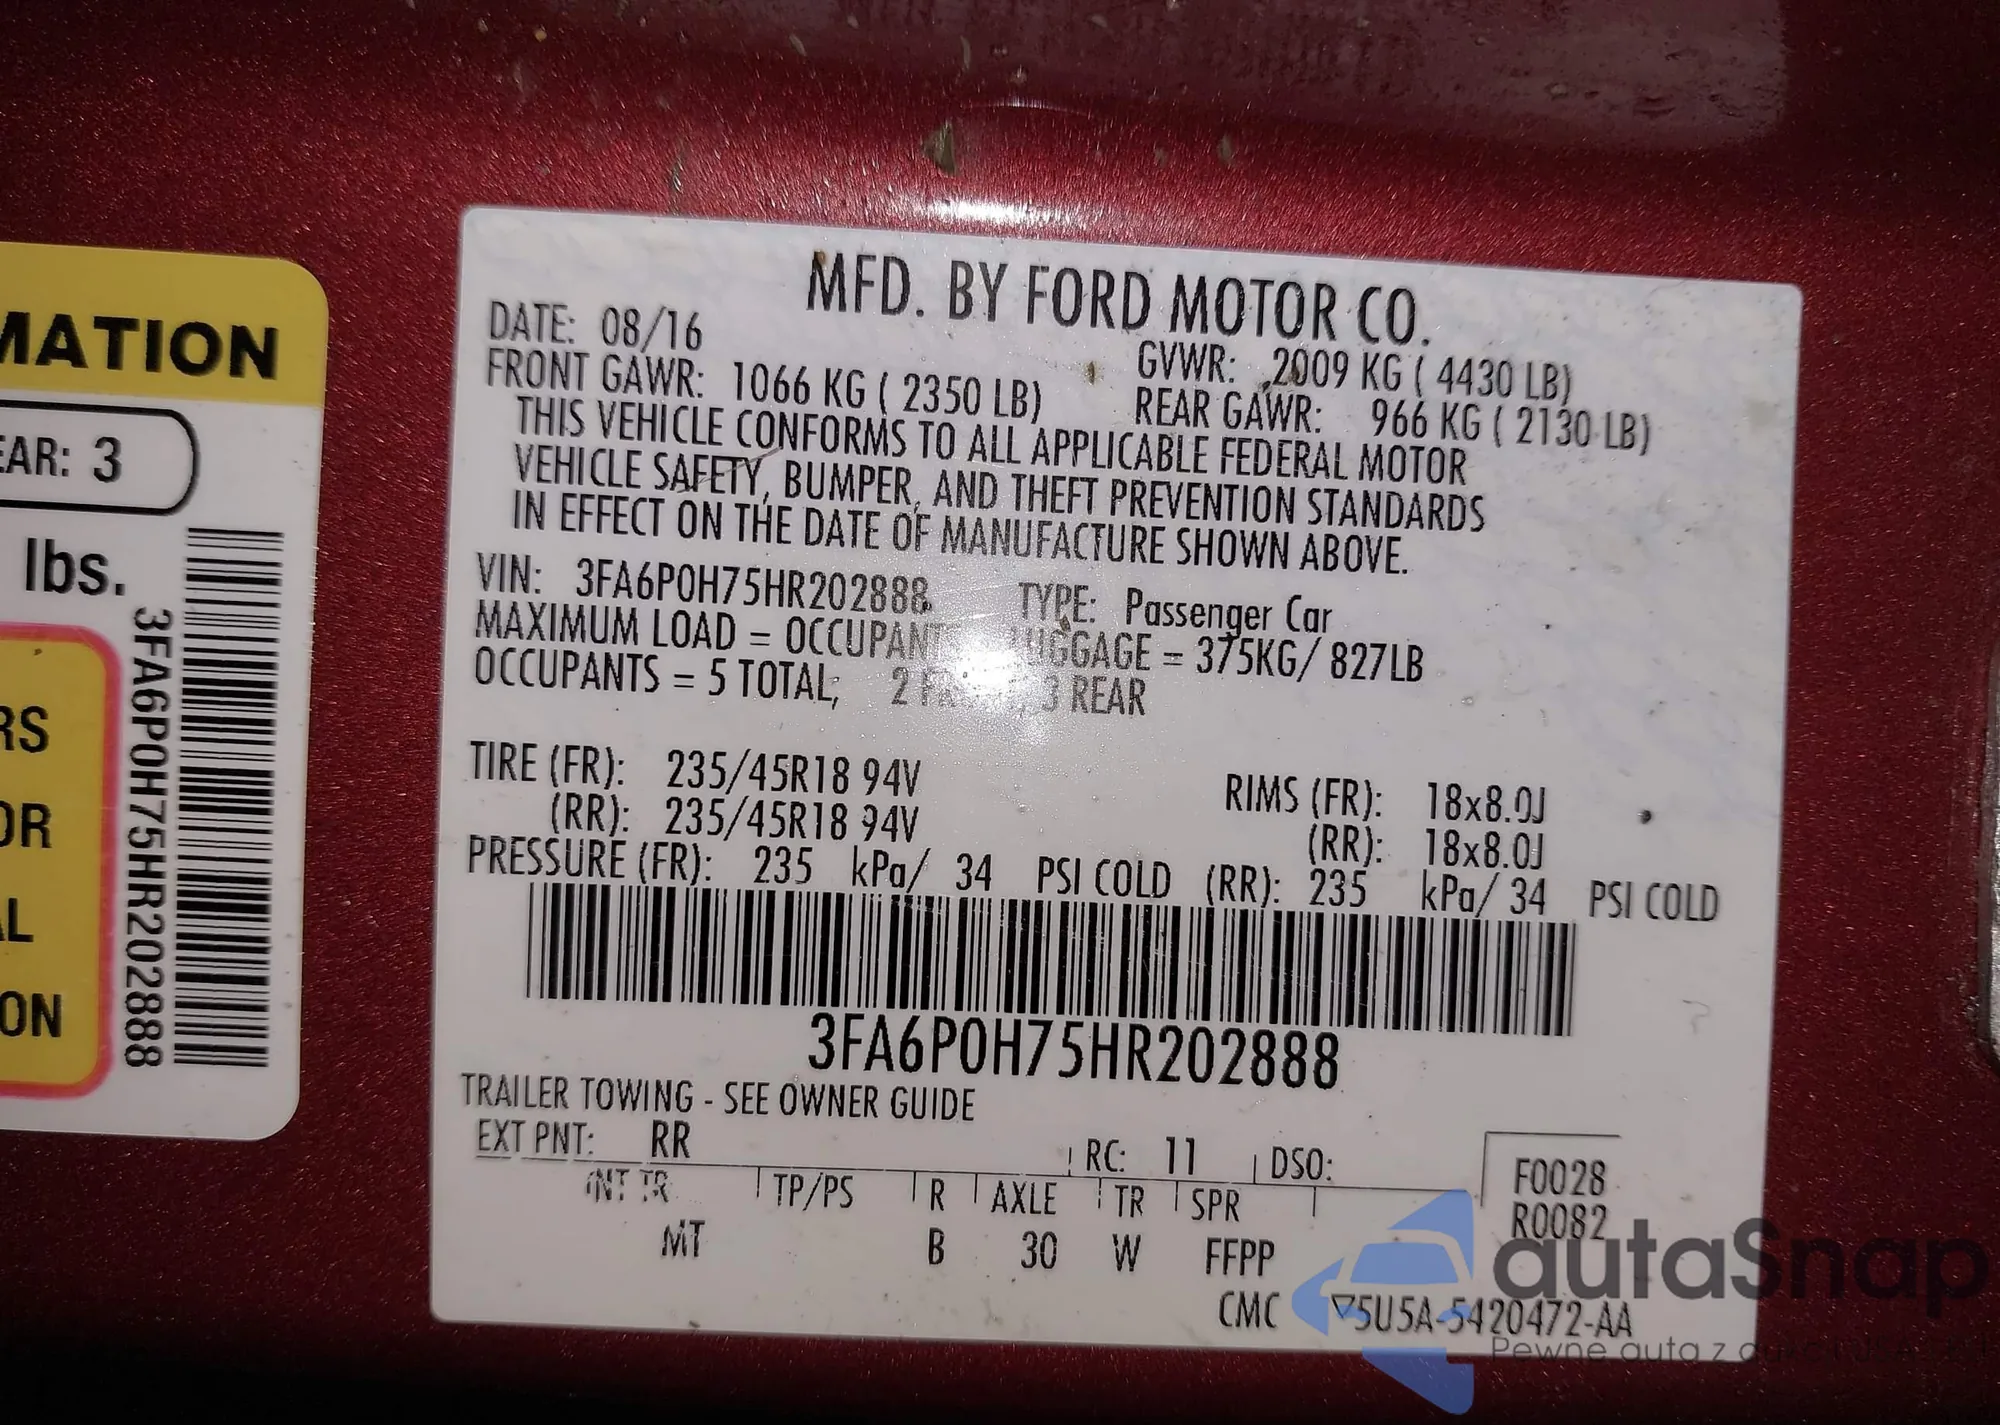 MATION
EAR: 3
lbs.
3FA6P0H75HR202888
RS
OR
AL
ON
MFD. BY FORD MOTOR CO.
DATE: 08/16
GVWR: 2009 KG ( 4430 LB)
FRONT GAWR: 1066 KG ( 2350 LB)
REAR GAWR: 966 KG ( 2130 LB)
THIS VEHICLE CONFORMS TO ALL APPLICABLE FEDERAL MOTOR
VEHICLE SAFETY, BUMPER, AND THEFT PREVENTION STANDARDS
IN EFFECT ON THE DATE OF MANUFACTURE SHOWN ABOVE.
VIN: 3FA6P0H75HR202888 TYPE: Passenger Car
MAXIMUM LOAD = OCCUPANT LUGGAGE = 375KG/ 827LB
OCCUPANTS = 5 TOTAL; 2 3 REAR
TIRE (FR): 235/45R18 94V RIMS (FR): 18x8.0J
(RR): 235/45R18 94V (RR): 18x8.0J
PRESSURE (FR): 235 kPa/ 34 PSI COLD (RR): 235 kPa/ 34 PSI COLD
3FA6P0H75HR202888
TRAILER TOWING - SEE OWNER GUIDE
EXT PNT: RR RC: 11 DSO:
INT TR TP/PS R AXLE TR SPR
MT B 30 W FFPP
F0028
R0082
CMC ▽5U5A-5420472-AA
autaSnap
Pewne auta z